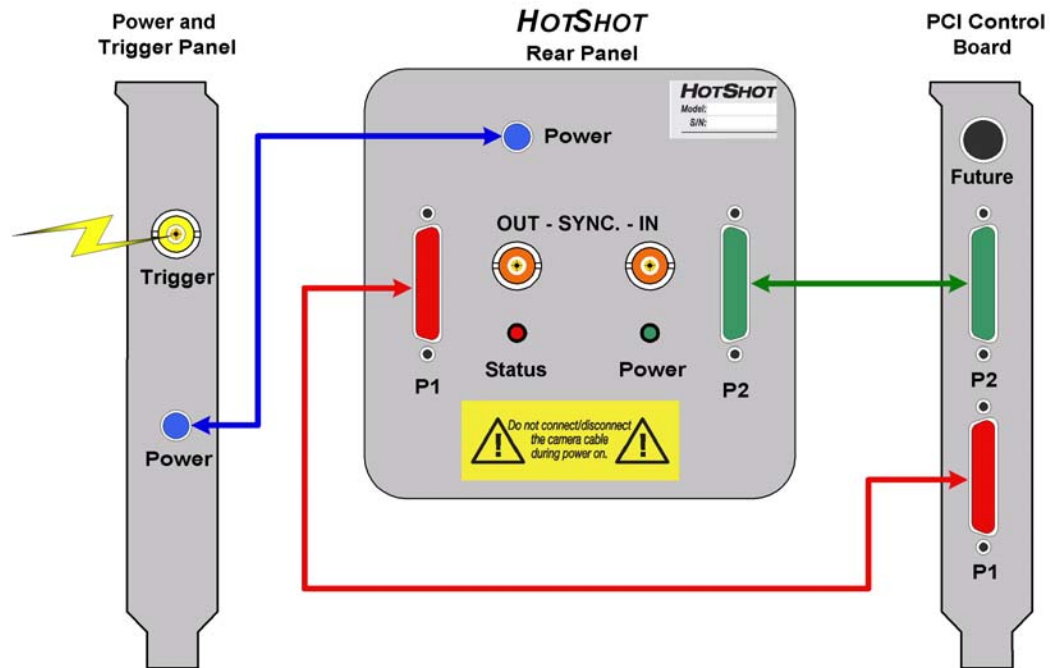 Power and
Trigger Panel
Trigger
Power
HOTSHOT
Rear Panel
HOTSHOT
Model:
S/N:
Power
OUT - SYNC. - IN
P1
Status
Power
P2
Do not connect/disconnect
the camera cable
during power on.
!
!
PCI Control
Board
Future
P2
P1